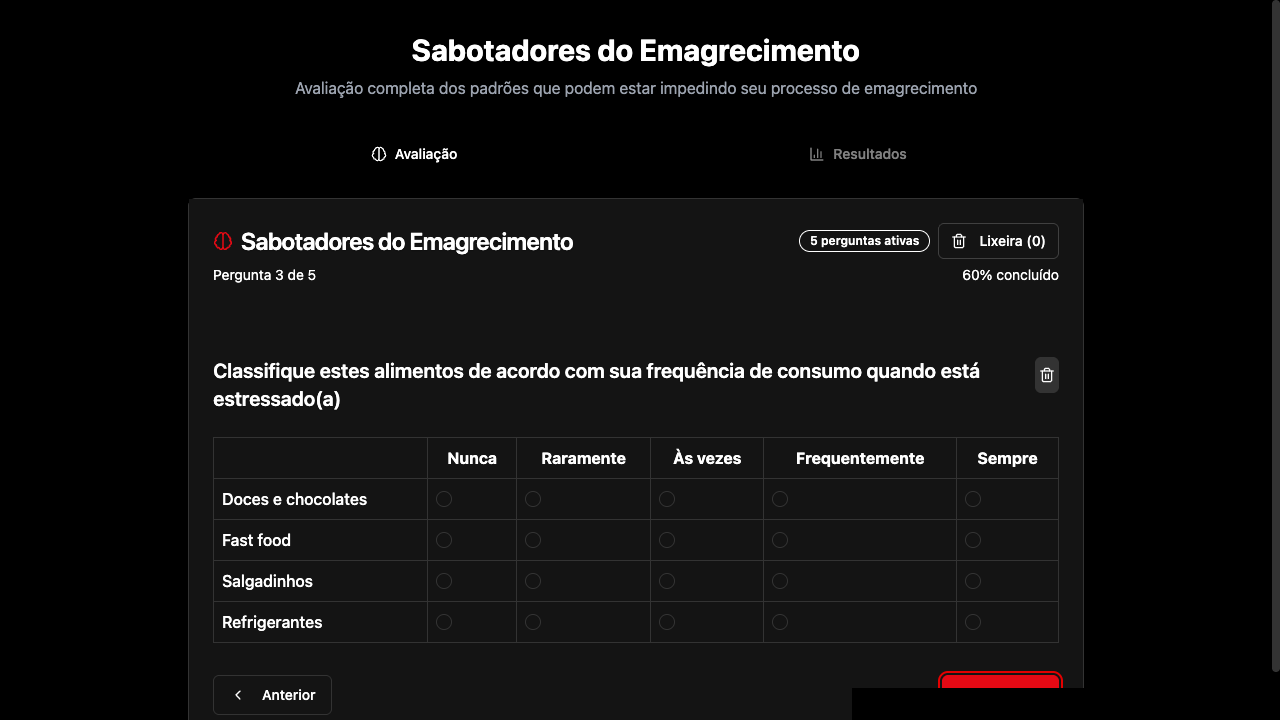 Sabotadores do Emagrecimento
Avaliação completa dos padrões que podem estar impedindo seu processo de emagrecimento
Avaliação
Resultados
Sabotadores do Emagrecimento
5 perguntas ativas
Lixeira (0)
Pergunta 3 de 5
60% concluído
Classifique estes alimentos de acordo com sua frequência de consumo quando está
estressado(a)
Nunca Raramente Às vezes Frequentemente Sempre
Doces e chocolates
Fast food
Salgadinhos
Refrigerantes
Anterior